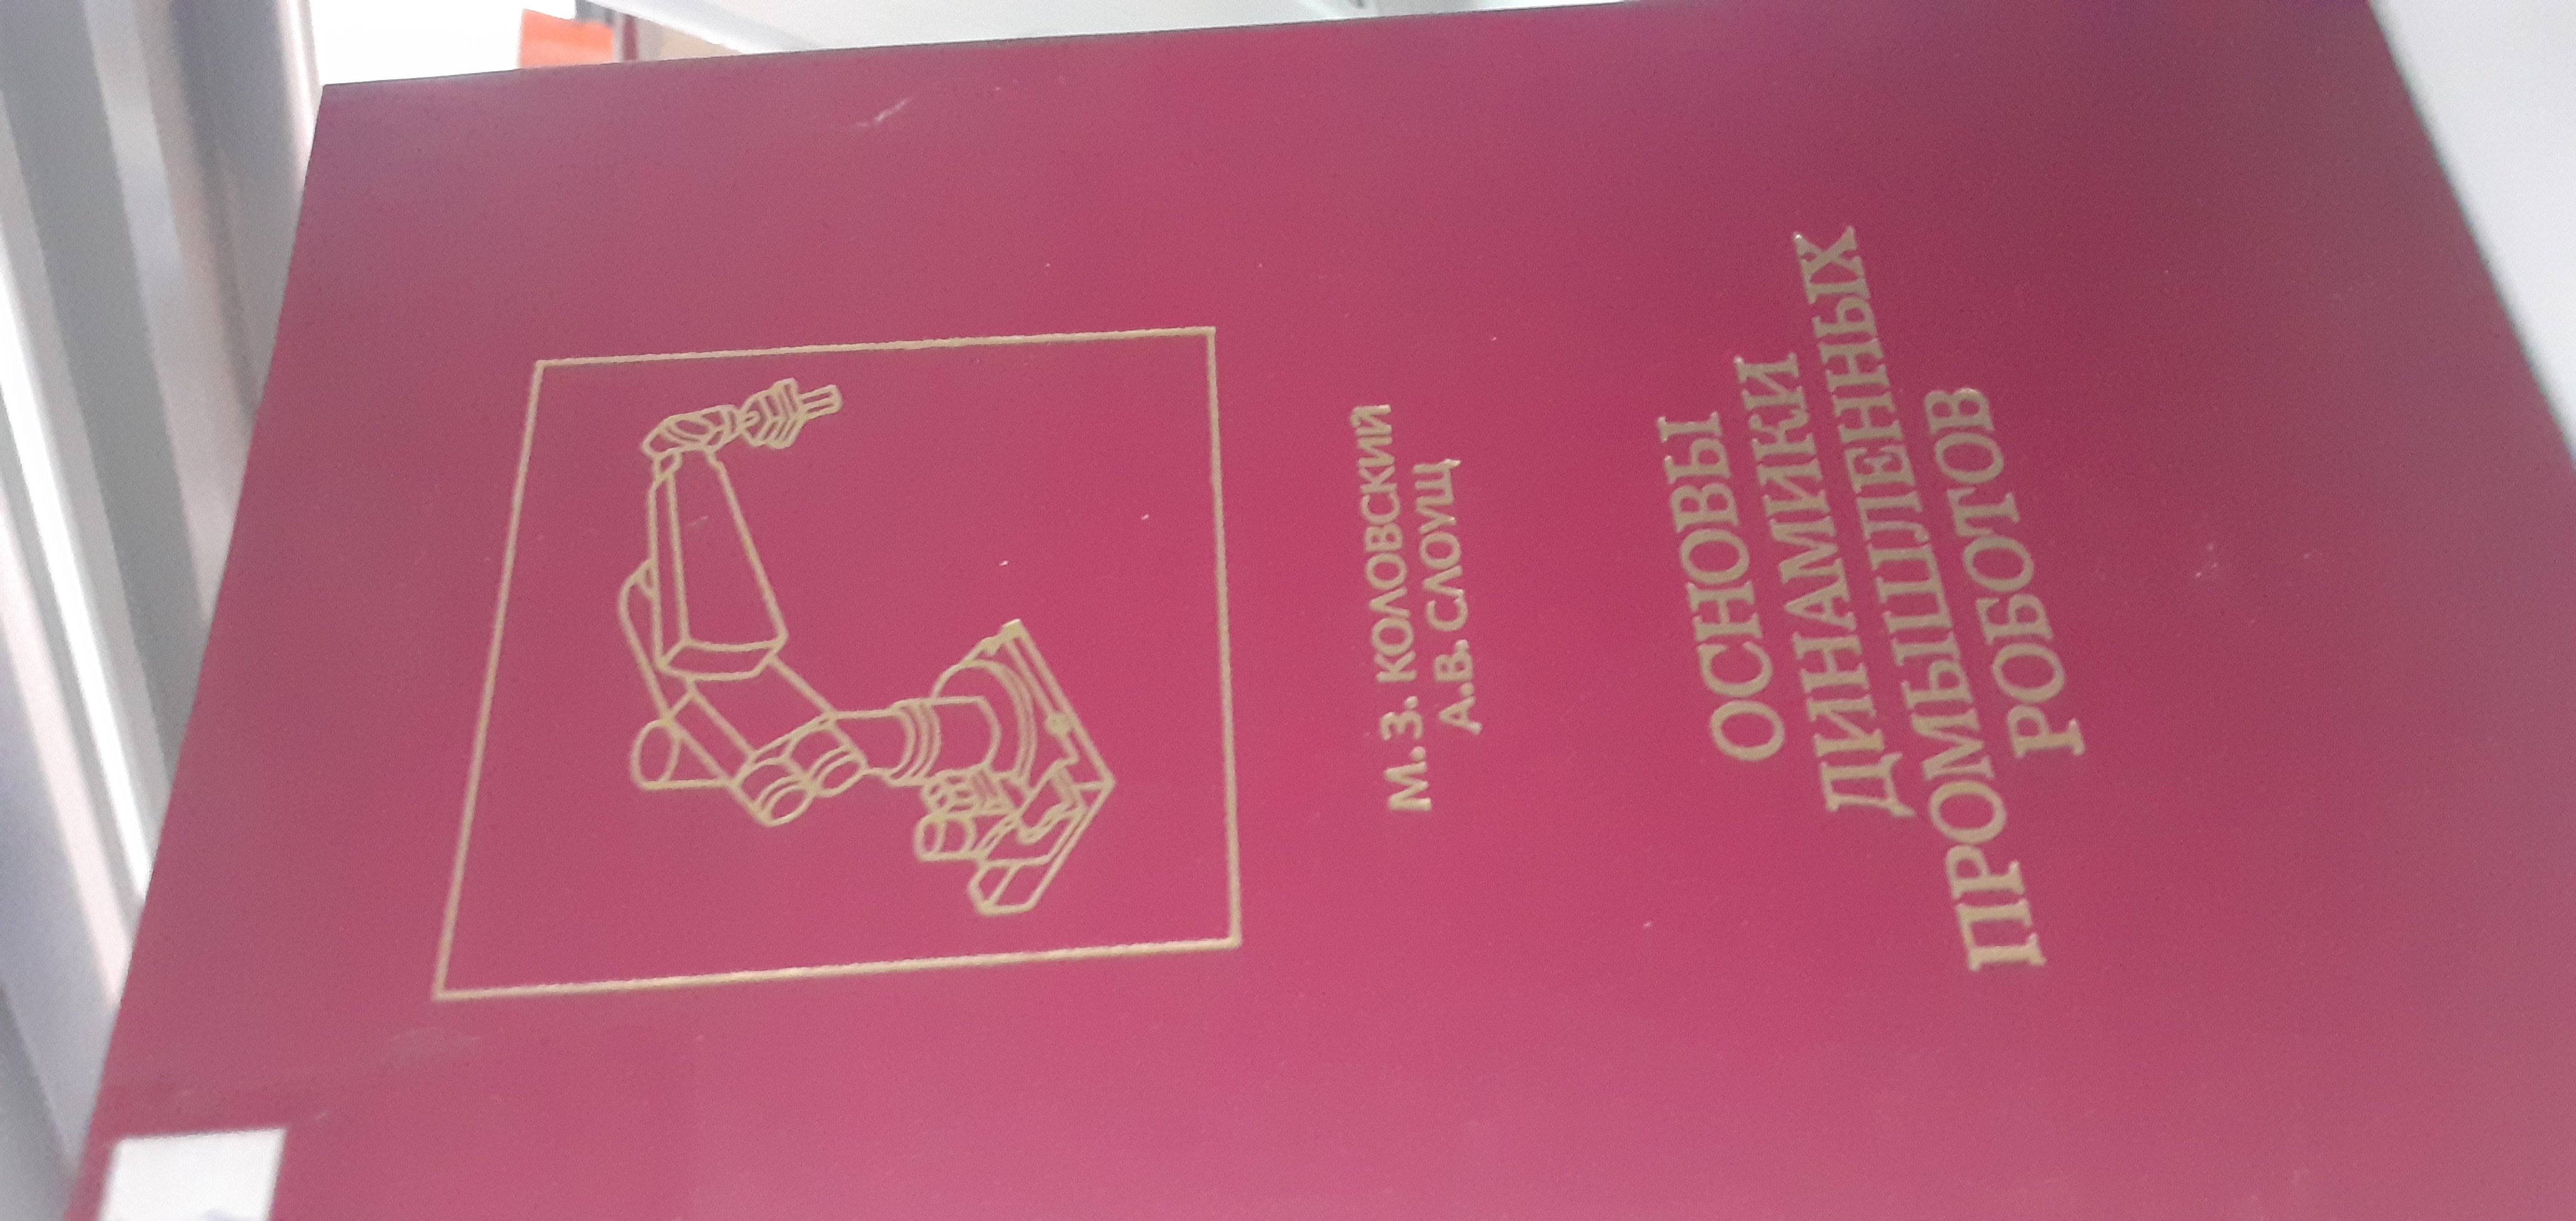 М.З. КОЛОВСКИЙ
А.В. СЛОУЩ
ОСНОВЫ
ДИНАМИКИ
ПРОМЫШЛЕННЫХ
РОБОТОВ